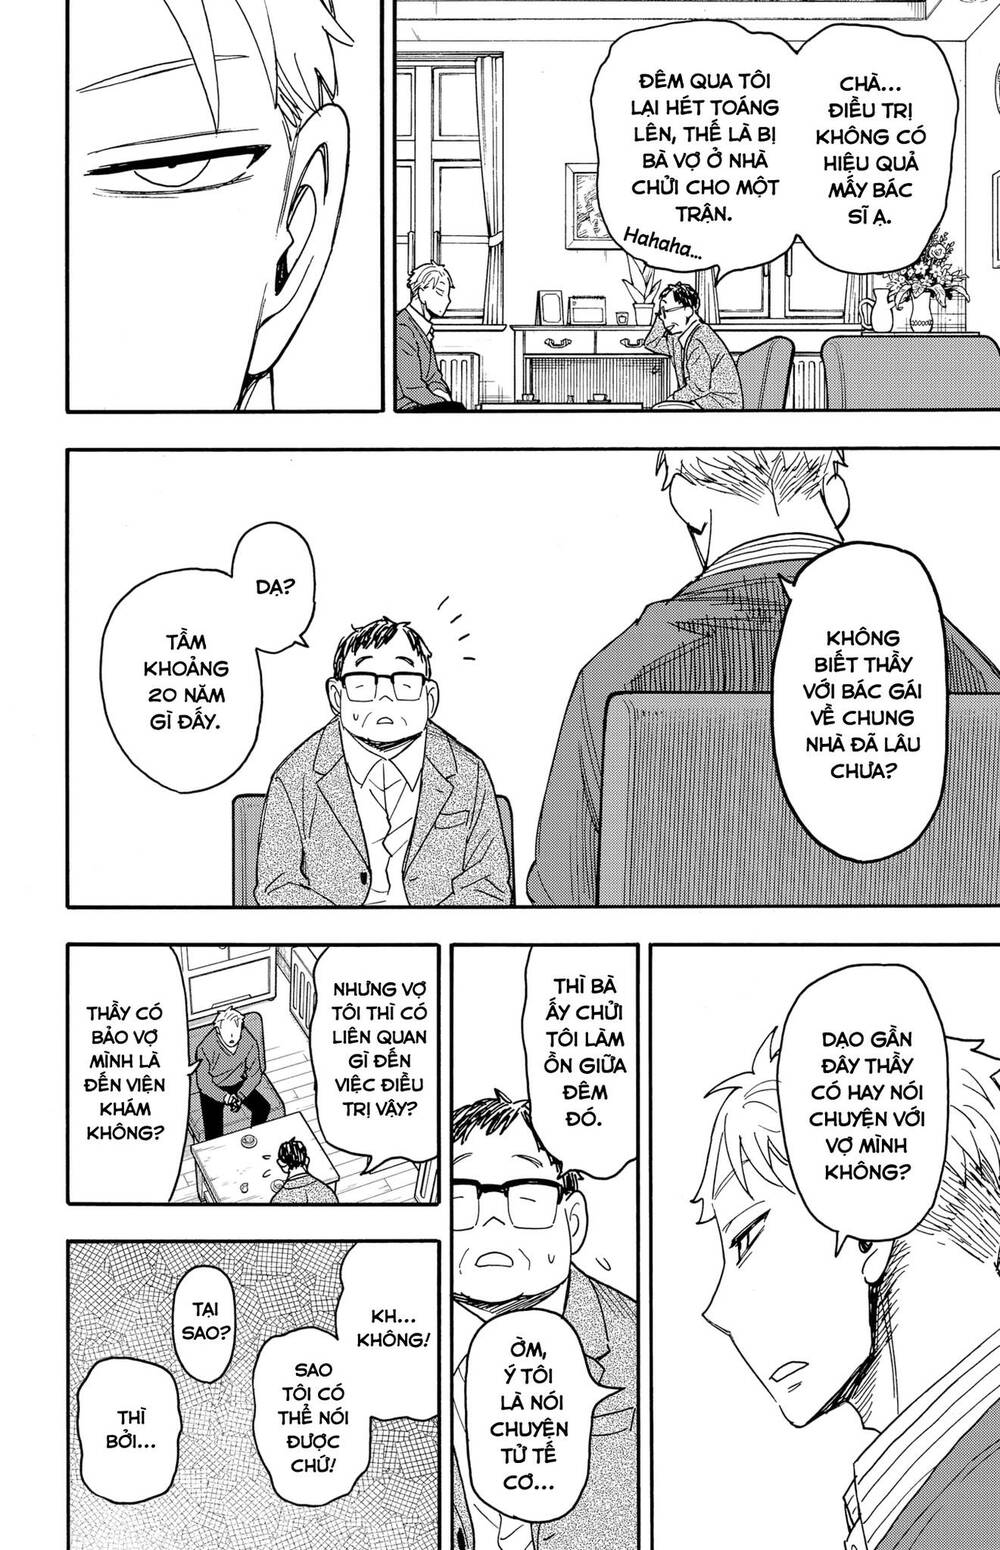 CHÀ...
ĐIỀU TRỊ
KHÔNG CÓ
HIỆU QUẢ
MẤY BÁC
SĨ Ạ.
ĐÊM QUA TÔI
LẠI HÉT TOÁNG
LÊN, THẾ LÀ BỊ
BÀ VỢ Ở NHÀ
CHỬI CHO MỘT
TRẬN.
Hahaha...
KHÔNG
BIẾT THẦY
VỚI BÁC GÁI
VỀ CHUNG
NHÀ ĐÃ LÂU
CHƯA?
DẠ?
TẦM
KHOẢNG
20 NĂM
GÌ ĐẤY.
DẠO GẦN
ĐÂY THẦY
CÓ HAY NÓI
CHUYỆN VỚI
VỢ MÌNH
KHÔNG?
THÌ BÀ
ẤY CHỬI
TÔI LÀM
ỒN GIỮA
ĐÊM
ĐÓ.
ỜM,
Ý TÔI
LÀ NÓI
CHUYỆN
TỬ TẾ
CƠ...
NHƯNG VỢ
TÔI THÌ CÓ
LIÊN QUAN
GÌ ĐẾN
VIỆC ĐIỀU
TRỊ VẬY?
THẦY CÓ
BẢO VỢ
MÌNH LÀ
ĐẾN VIỆN
KHÁM
KHÔNG?
KH...
KHÔNG!
SAO
TÔI CÓ
THỂ NÓI
ĐƯỢC
CHỨ!
TẠI
SAO?
THÌ
BỞI...